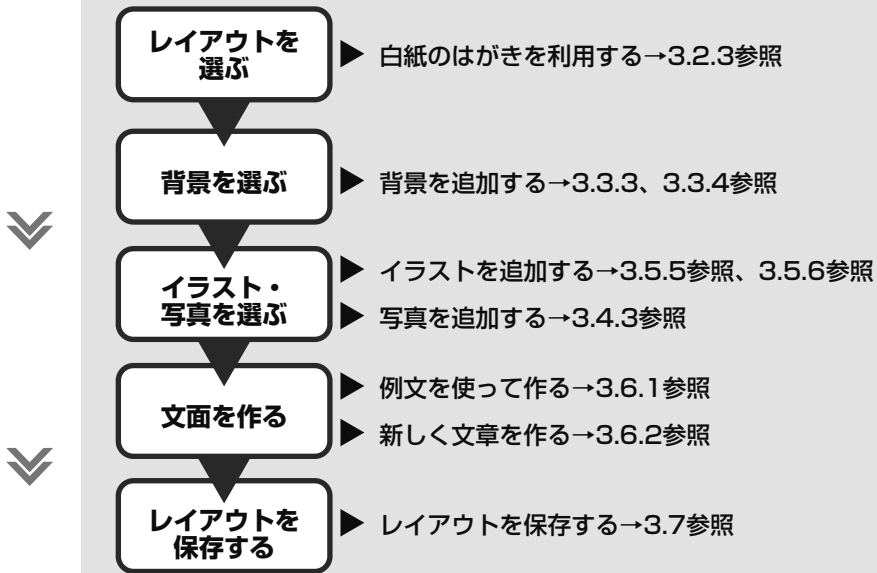 レイアウトを
選ぶ
白紙のはがきを利用する→3.2.3参照
背景を選ぶ
背景を追加する→3.3.3、3.3.4参照
イラスト・
写真を選ぶ
イラストを追加する→3.5.5参照、3.5.6参照
写真を追加する→3.4.3参照
文面を作る
例文を使って作る→3.6.1参照
新しく文章を作る→3.6.2参照
レイアウトを
保存する
レイアウトを保存する→3.7参照